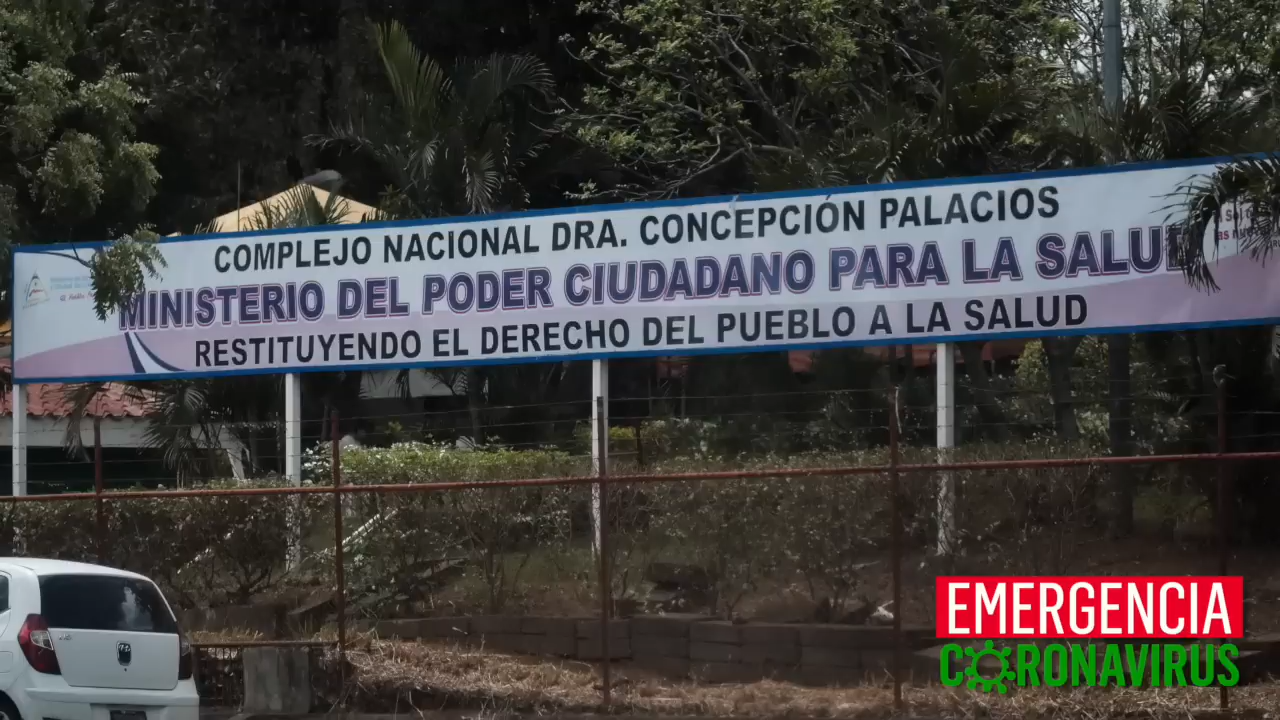 COMPLEJO NACIONAL DRA. CONCEPCIÓN PALACIOS
MINISTERIO DEL PODER CIUDADANO PARA LA SALUD
RESTITUYENDO EL DERECHO DEL PUEBLO A LA SALUD
EMERGENCIA
CORONAVIRUS